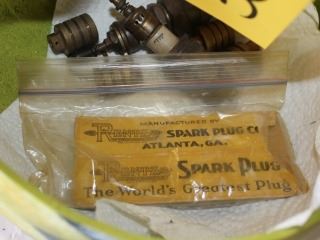 MANUFACTURED BY
SPARK PLUG CO
ATLANTA, GA.
SPARK PLUG
The World's Greatest Plug